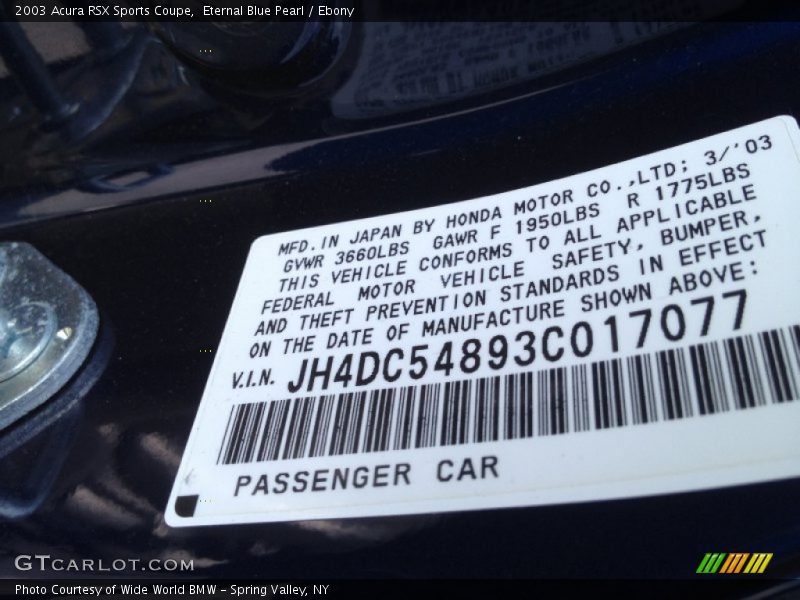 2003 Acura RSX Sports Coupe, Eternal Blue Pearl / Ebony
MFD. IN JAPAN BY HONDA MOTOR CO.,LTD; 3/'03
GVWR 3660LBS GAWR F 1950LBS R 1775LBS
THIS VEHICLE CONFORMS TO ALL APPLICABLE
FEDERAL MOTOR VEHICLE SAFETY, BUMPER,
AND THEFT PREVENTION STANDARDS IN EFFECT
ON THE DATE OF MANUFACTURE SHOWN ABOVE:
V.I.N. JH4DC54893C017077
PASSENGER CAR
GTCARLOT.COM
Photo Courtesy of Wide World BMW - Spring Valley, NY